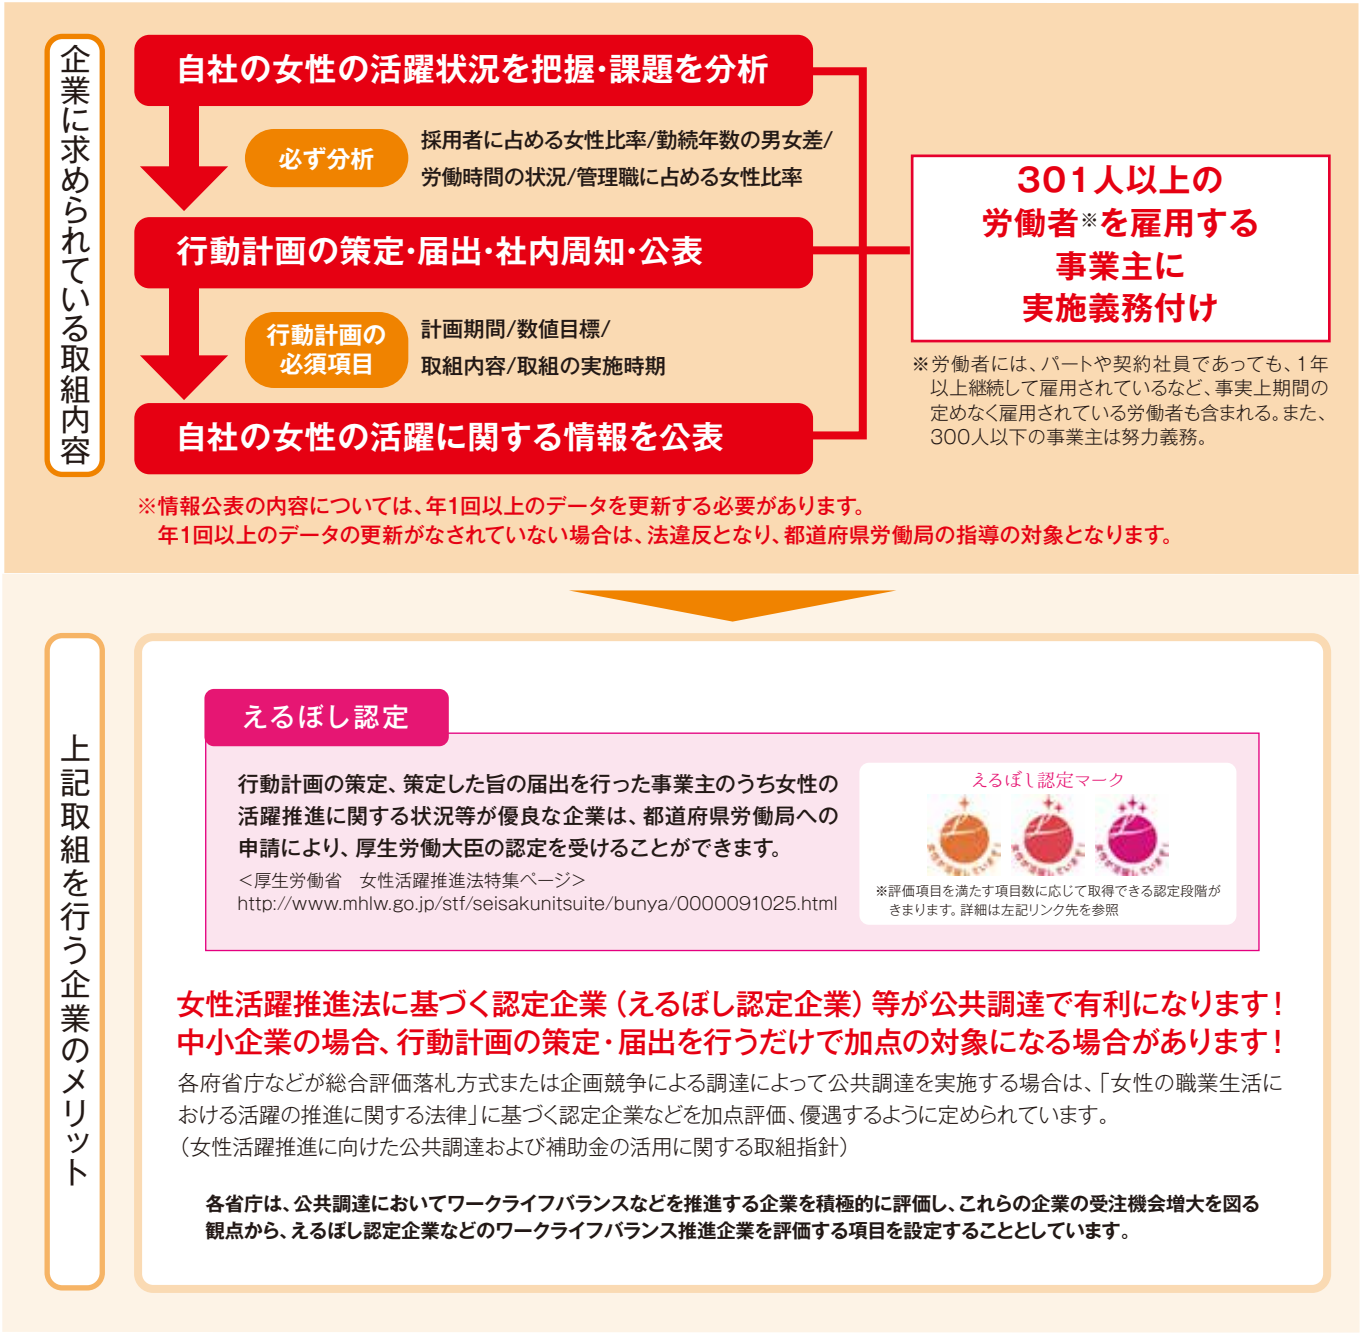 企業に求められている取組内容
自社の女性の活躍状況を把握・課題を分析
必ず分析
採用者に占める女性比率/勤続年数の男女差/
労働時間の状況/管理職に占める女性比率
行動計画の策定・届出・社内周知・公表
行動計画の
必須項目
計画期間/数値目標/
取組内容/取組の実施時期
自社の女性の活躍に関する情報を公表
301人以上の
労働者※を雇用する
事業主に
実施義務付け
※労働者には、パートや契約社員であっても、1年
以上継続して雇用されているなど、事実上期間の
定めなく雇用されている労働者も含まれる。また、
300人以下の事業主は努力義務。
※情報公表の内容については、年1回以上のデータを更新する必要があります。
年1回以上のデータの更新がなされていない場合は、法違反となり、都道府県労働局の指導の対象となります。
上記取組を行う企業のメリット
えるぼし認定
行動計画の策定、策定した旨の届出を行った事業主のうち女性の
活躍推進に関する状況等が優良な企業は、都道府県労働局への
申請により、厚生労働大臣の認定を受けることができます。
＜厚生労働省　女性活躍推進法特集ページ＞
http://www.mhlw.go.jp/stf/seisakunitsuite/bunya/0000091025.html
えるぼし認定マーク
※評価項目を満たす項目数に応じて取得できる認定段階が
きまります。詳細は左記リンク先を参照
女性活躍推進法に基づく認定企業（えるぼし認定企業）等が公共調達で有利になります！
中小企業の場合、行動計画の策定・届出を行うだけで加点の対象になる場合があります！
各府省庁などが総合評価落札方式または企画競争による調達によって公共調達を実施する場合は、「女性の職業生活に
おける活躍の推進に関する法律」に基づく認定企業などを加点評価、優遇するように定められています。
（女性活躍推進に向けた公共調達および補助金の活用に関する取組指針）
各省庁は、公共調達においてワークライフバランスなどを推進する企業を積極的に評価し、これらの企業の受注機会増大を図る
観点から、えるぼし認定企業などのワークライフバランス推進企業を評価する項目を設定することとしています。